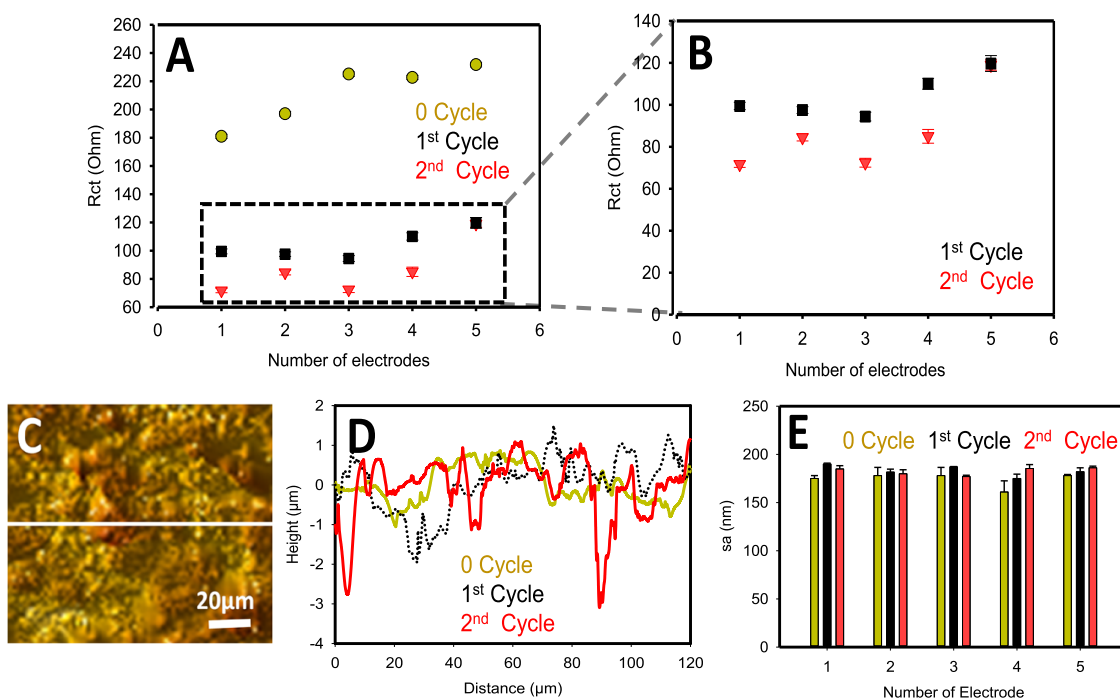 A
260
240
220
200
180
160
140
120
100
80
60
0 1 2 3 4 5 6
Rct (Ohm)
Number of electrodes
0 Cycle
1st Cycle
2nd Cycle
B
140
120
100
80
60
40
20
0
0 1 2 3 4 5 6
Rct (Ohm)
Number of electrodes
1st Cycle
2nd Cycle
C
20μm
D
2
1
0
-1
-2
-3
-4
0 20 40 60 80 100 120
Height (μm)
Distance (μm)
0 Cycle
1st Cycle
2nd Cycle
E
250
200
150
100
50
0
1 2 3 4 5
sa (nm)
Number of Electrode
0 Cycle 1st Cycle 2nd Cycle